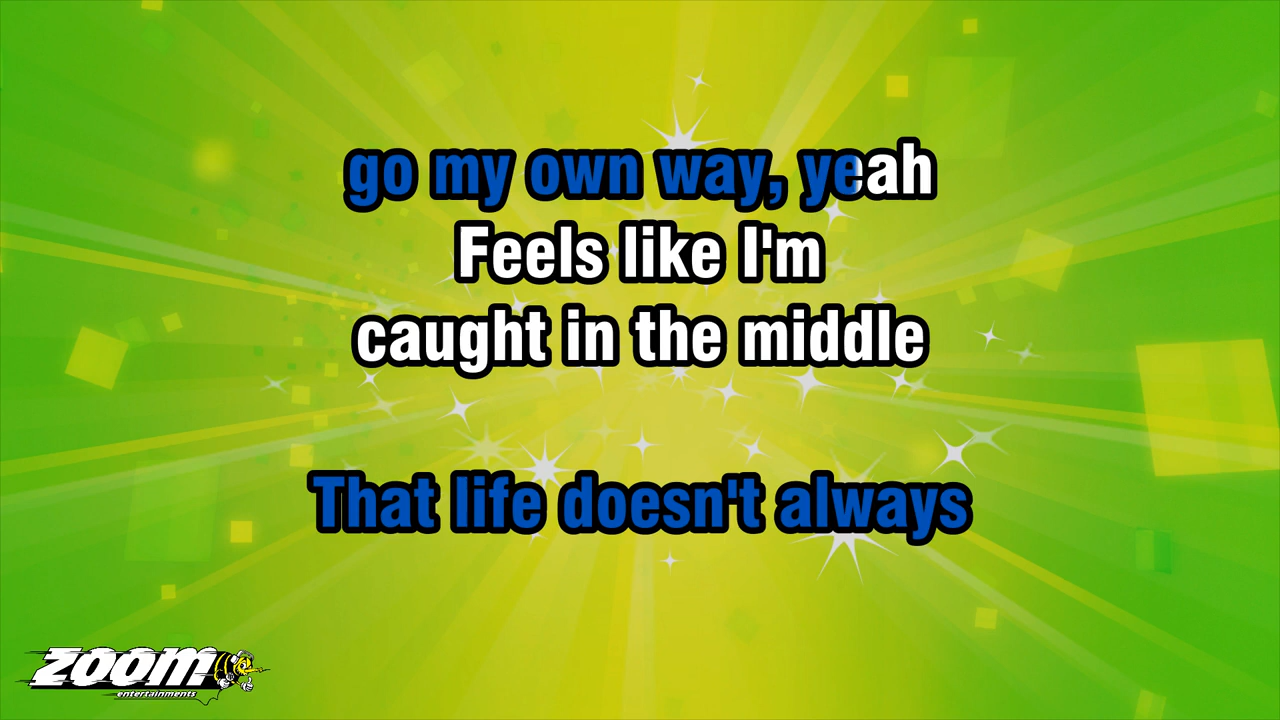 go my own way, yeah
Feels like I'm
caught in the middle
That life doesn't always
ZOOM
entertainments